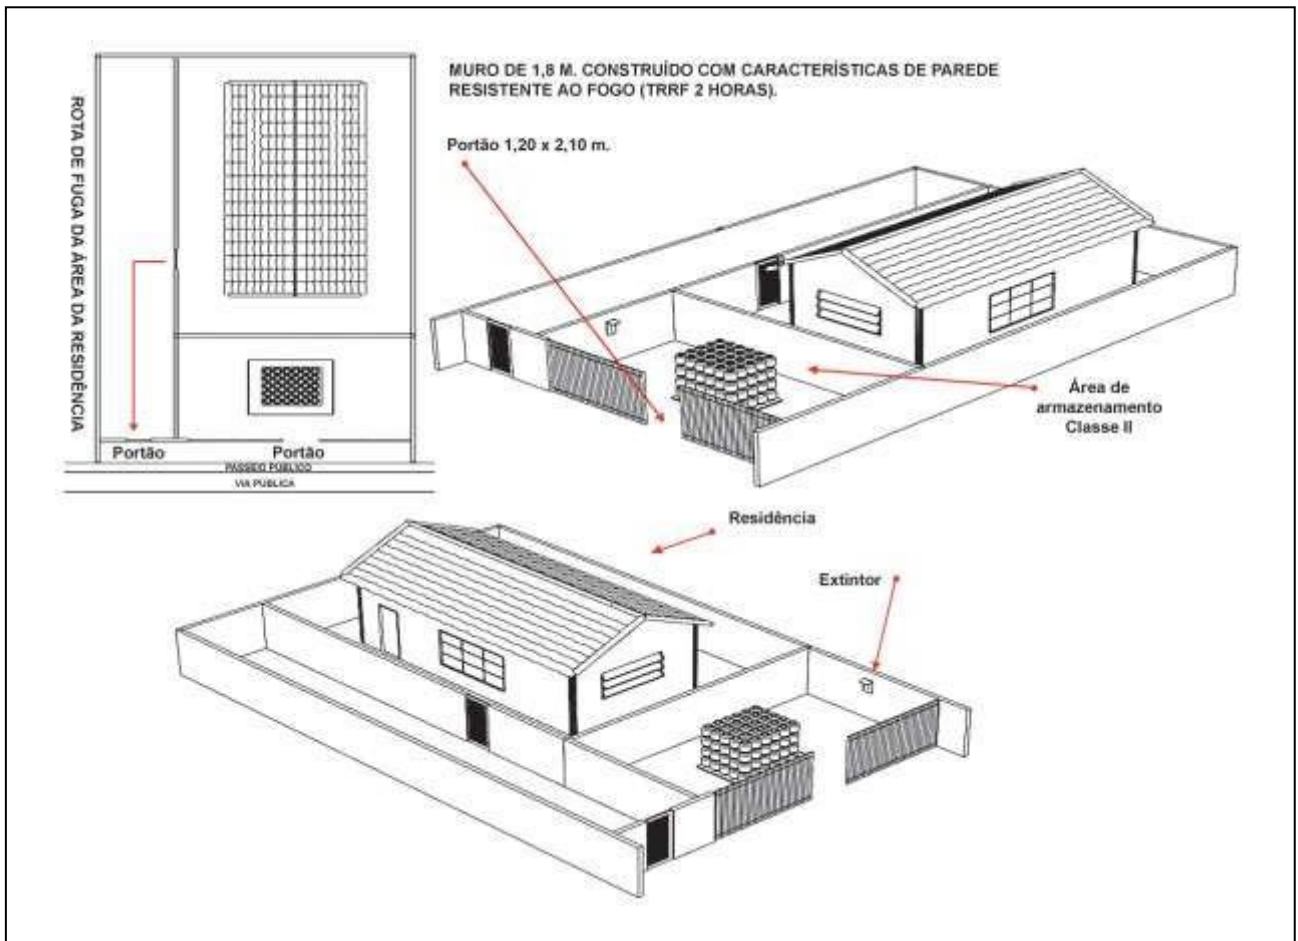 MURO DE 1,8 M. CONSTRUÍDO COM CARACTERÍSTICAS DE PAREDE
RESISTENTE AO FOGO (TRRF 2 HORAS).
ROTA DE FUGA DA ÁREA DA RESIDÊNCIA
Portão 1,20 x 2,10 m.
Área de
armazenamento
Classe II
Portão
Portão
PASSEIO PÚBLICO
VIA PÚBLICA
Residência
Extintor